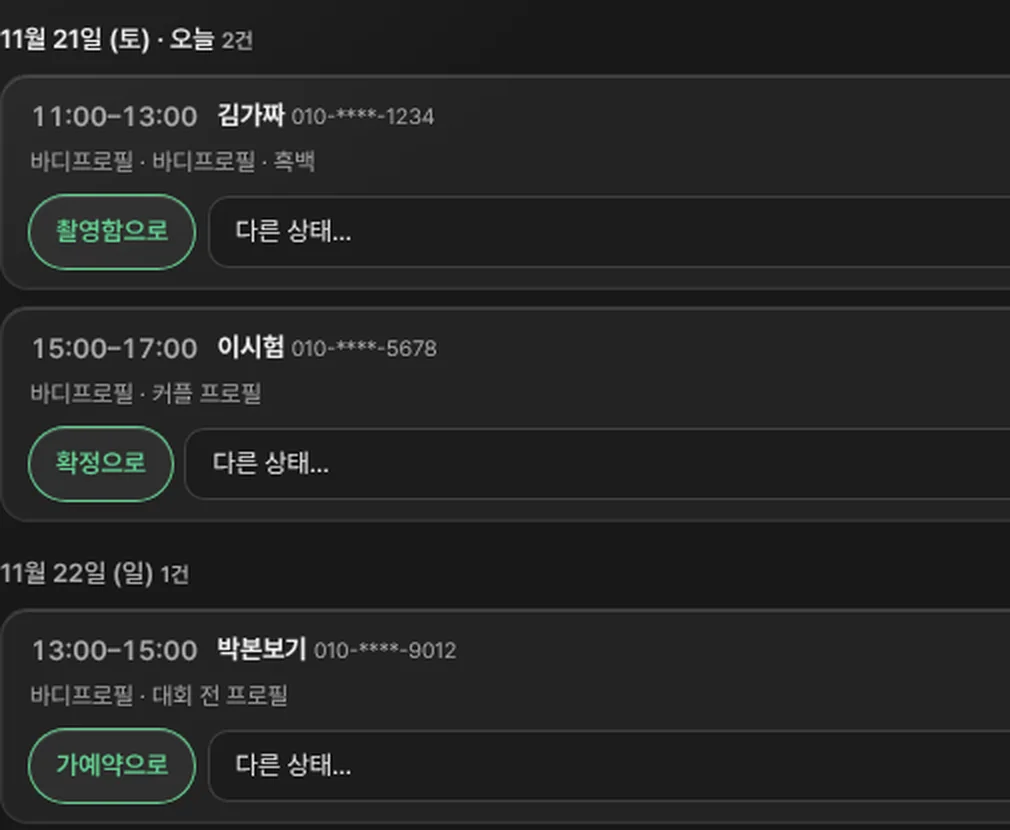 11월 21일 (토) · 오늘 2건
11:00–13:00 김가짜 010-****-1234
바디프로필 · 바디프로필 · 흑백
촬영함으로 다른 상태...
15:00–17:00 이시험 010-****-5678
바디프로필 · 커플 프로필
확정으로 다른 상태...
11월 22일 (일) 1건
13:00–15:00 박본보기 010-****-9012
바디프로필 · 대회 전 프로필
가예약으로 다른 상태...